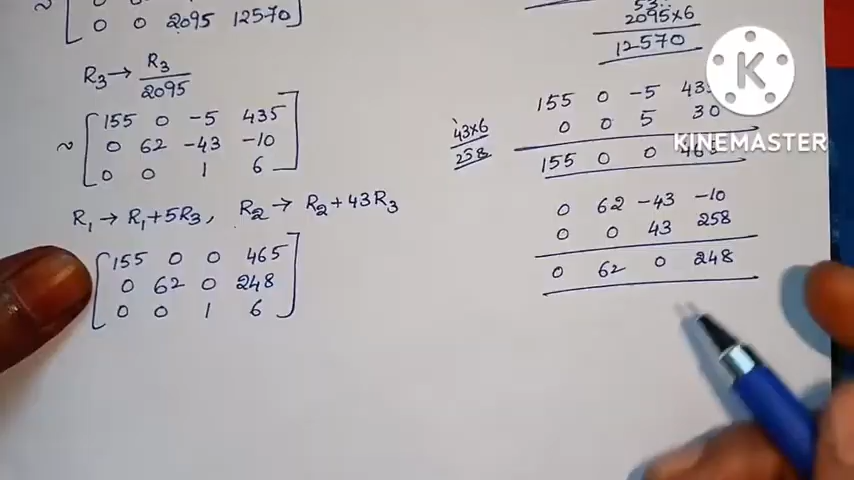 ~ 0 0 2095 12570
R₃→ R₃/2095
~ 155 0 -5 435
0 62 -43 -10
0 0 1 6
R₁→ R₁+5R₃, R₂→ R₂+43R₃
155 0 0 465
0 62 0 248
0 0 1 6
2095×6
12570
155 0 -5
0 0 5 30
155 0 0
43×6
258
0 62 -43 -10
0 0 43 258
0 62 0 248
K
KINEMASTER